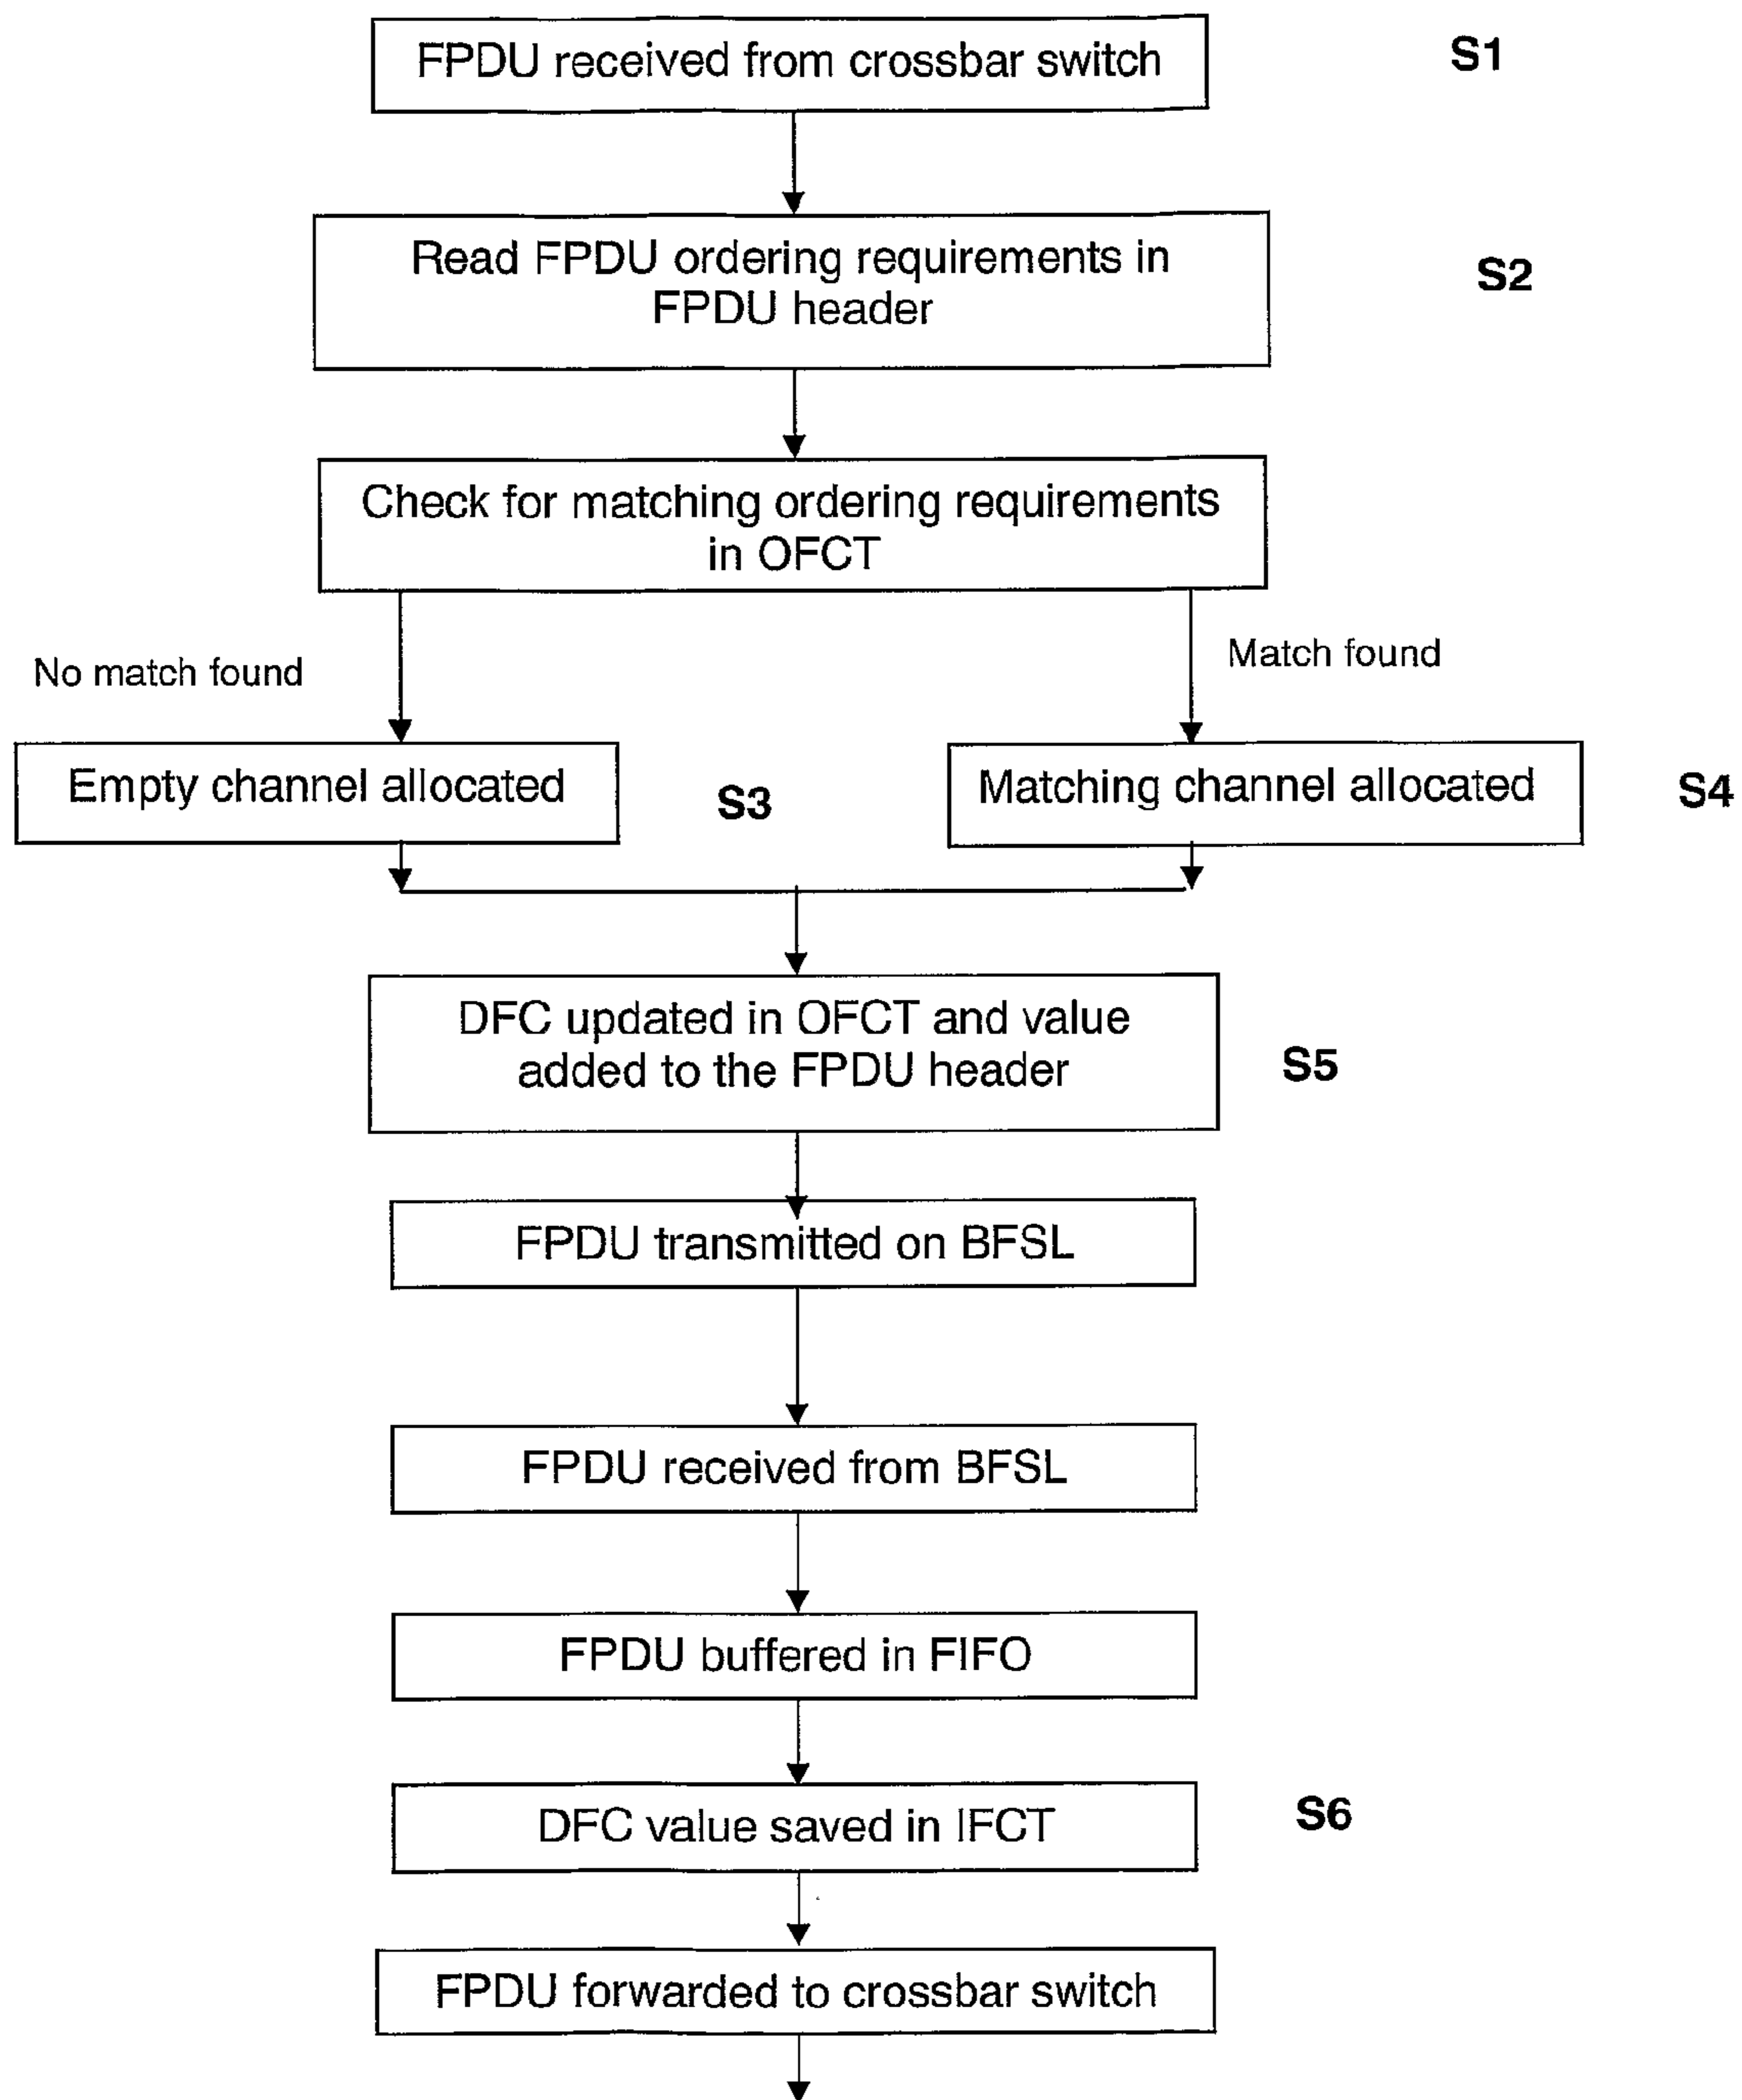 FPDU received from crossbar switch
S1
Read FPDU ordering requirements in
FPDU header
S2
Check for matching ordering requirements
in OFCT
No match found
Match found
Empty channel allocated
S3
Matching channel allocated
S4
DFC updated in OFCT and value
added to the FPDU header
S5
FPDU transmitted on BFSL
FPDU received from BFSL
FPDU buffered in FIFO
DFC value saved in IFCT
S6
FPDU forwarded to crossbar switch